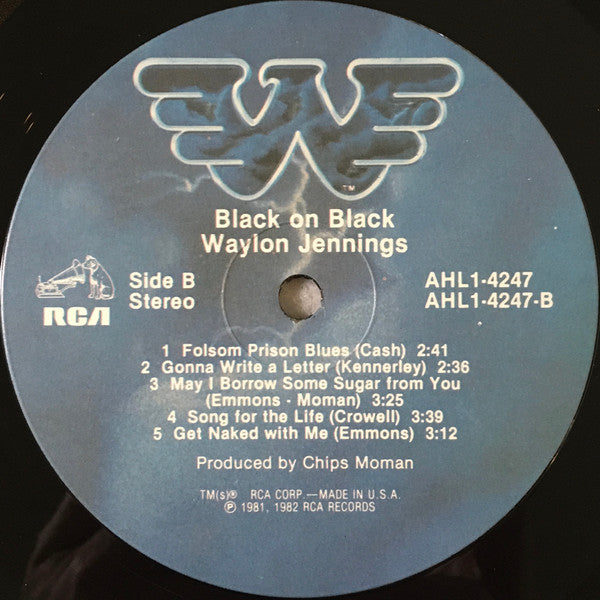 W
TM
Black on Black
Waylon Jennings
Side B
Stereo
RCA
AHL1-4247
AHL1-4247-B
1 Folsom Prison Blues (Cash) 2:41
2 Gonna Write a Letter (Kennerley) 2:36
3 May I Borrow Some Sugar from You
(Emmons - Moman) 3:25
4 Song for the Life (Crowell) 3:39
5 Get Naked with Me (Emmons) 3:12
Produced by Chips Moman
TM(s)® RCA CORP.—MADE IN U.S.A.
℗ 1981, 1982 RCA RECORDS